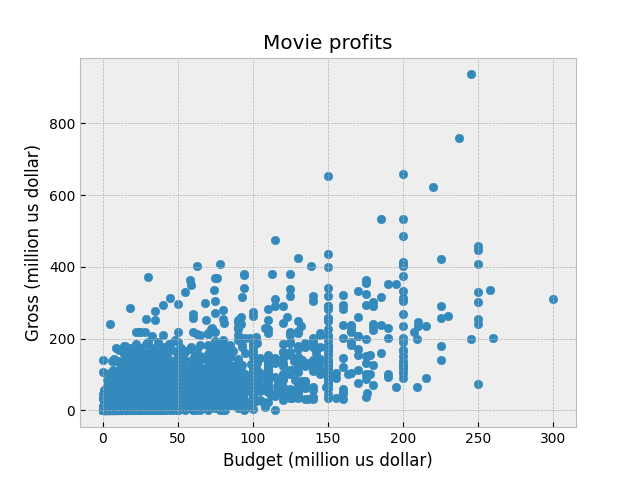 Movie profits
Gross (million us dollar)
800
600
400
200
0
0 50 100 150 200 250 300
Budget (million us dollar)